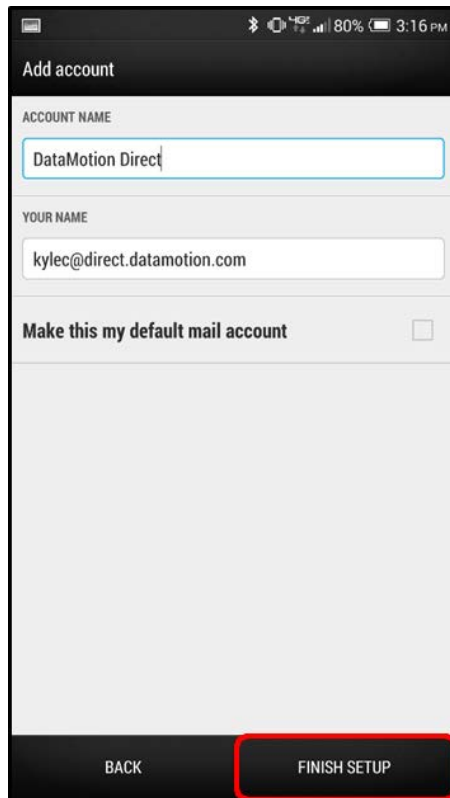 4G 80% 3:16 PM
Add account
ACCOUNT NAME
DataMotion Direct
YOUR NAME
kylec@direct.datamotion.com
Make this my default mail account
BACK FINISH SETUP